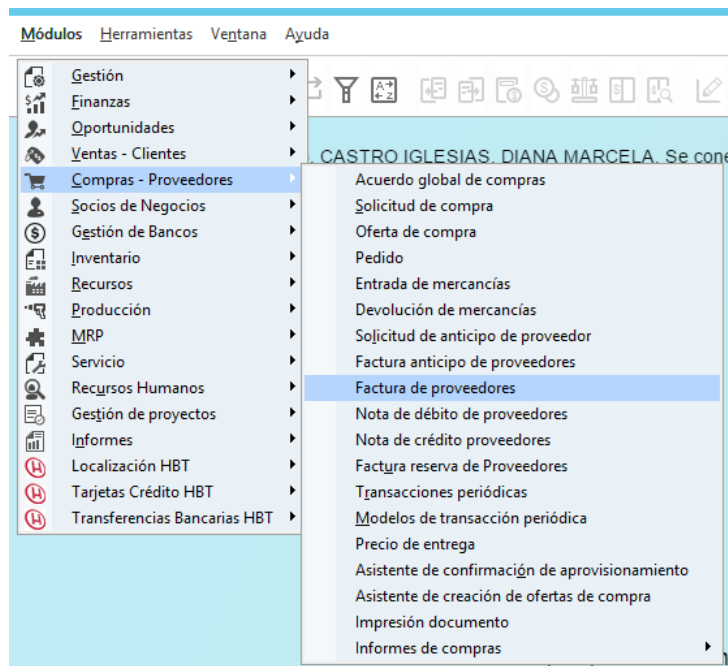 Módulos Herramientas Ventana Ayuda
Gestión
Finanzas
Oportunidades
Ventas - Clientes
CASTRO IGLESIAS, DIANA MARCELA. Se cone
Compras - Proveedores
Socios de Negocios
Gestión de Bancos
Inventario
Recursos
Producción
MRP
Servicio
Recursos Humanos
Gestión de proyectos
Informes
Localización HBT
Tarjetas Crédito HBT
Transferencias Bancarias HBT
Acuerdo global de compras
Solicitud de compra
Oferta de compra
Pedido
Entrada de mercancías
Devolución de mercancías
Solicitud de anticipo de proveedor
Factura anticipo de proveedores
Factura de proveedores
Nota de débito de proveedores
Nota de crédito proveedores
Factura reserva de Proveedores
Transacciones periódicas
Modelos de transacción periódica
Precio de entrega
Asistente de confirmación de aprovisionamiento
Asistente de creación de ofertas de compra
Impresión documento
Informes de compras